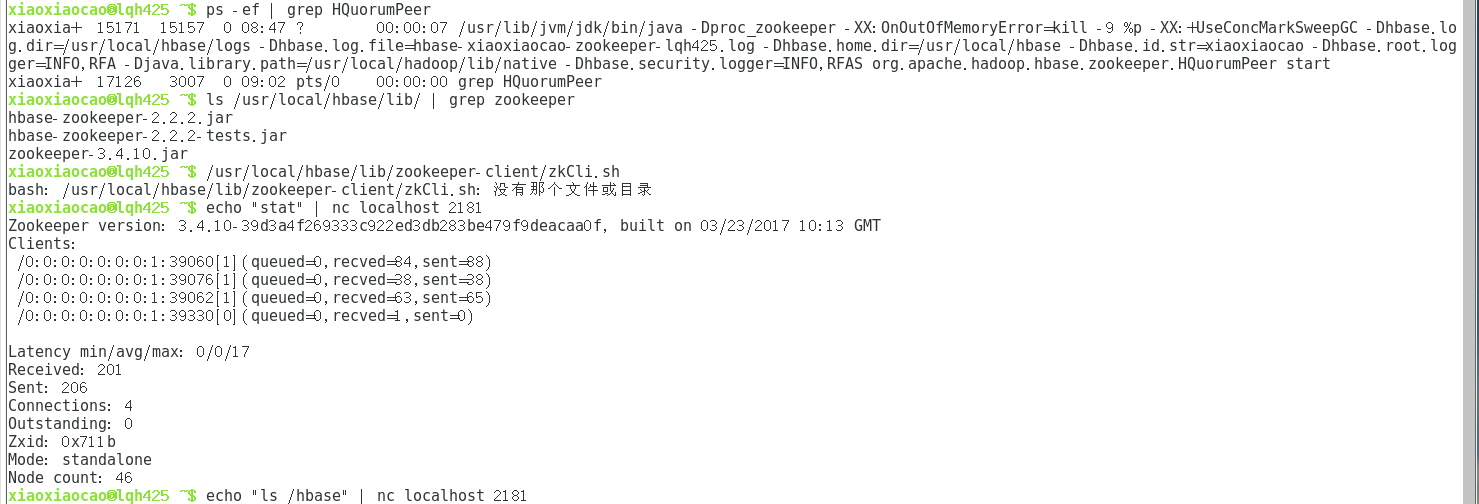 xiaoxiaocao@lqh425 ~$ ps -ef | grep HQuorumPeer
xiaoxia+ 15171 15157 0 08:47 ? 00:00:07 /usr/lib/jvm/jdk/bin/java -Dproc_zookeeper -XX:OnOutOfMemoryError=kill -9 %p -XX:+UseConcMarkSweepGC -Dhbase.lo
g.dir=/usr/local/hbase/logs -Dhbase.log.file=hbase-xiaoxiaocao-zookeeper-lqh425.log -Dhbase.home.dir=/usr/local/hbase -Dhbase.id.str=xiaoxiaocao -Dhbase.root.log
ger=INFO,RFA -Djava.library.path=/usr/local/hadoop/lib/native -Dhbase.security.logger=INFO,RFAS org.apache.hadoop.hbase.zookeeper.HQuorumPeer start
xiaoxia+ 17126 3007 0 09:02 pts/0 00:00:00 grep HQuorumPeer
xiaoxiaocao@lqh425 ~$ ls /usr/local/hbase/lib/ | grep zookeeper
hbase-zookeeper-2.2.2.jar
hbase-zookeeper-2.2.2-tests.jar
zookeeper-3.4.10.jar
xiaoxiaocao@lqh425 ~$ /usr/local/hbase/lib/zookeeper-client/zkCli.sh
bash: /usr/local/hbase/lib/zookeeper-client/zkCli.sh: 没有那个文件或目录
xiaoxiaocao@lqh425 ~$ echo "stat" | nc localhost 2181
Zookeeper version: 3.4.10-39d3a4f269333c922ed3db283be479f9deacaa0f, built on 03/23/2017 10:13 GMT
Clients:
/0:0:0:0:0:0:0:1:39060[1](queued=0,recved=84,sent=88)
/0:0:0:0:0:0:0:1:39076[1](queued=0,recved=38,sent=38)
/0:0:0:0:0:0:0:1:39062[1](queued=0,recved=63,sent=65)
/0:0:0:0:0:0:0:1:39330[0](queued=0,recved=1,sent=0)
Latency min/avg/max: 0/0/17
Received: 201
Sent: 206
Connections: 4
Outstanding: 0
Zxid: 0x711b
Mode: standalone
Node count: 46
xiaoxiaocao@lqh425 ~$ echo "ls /hbase" | nc localhost 2181